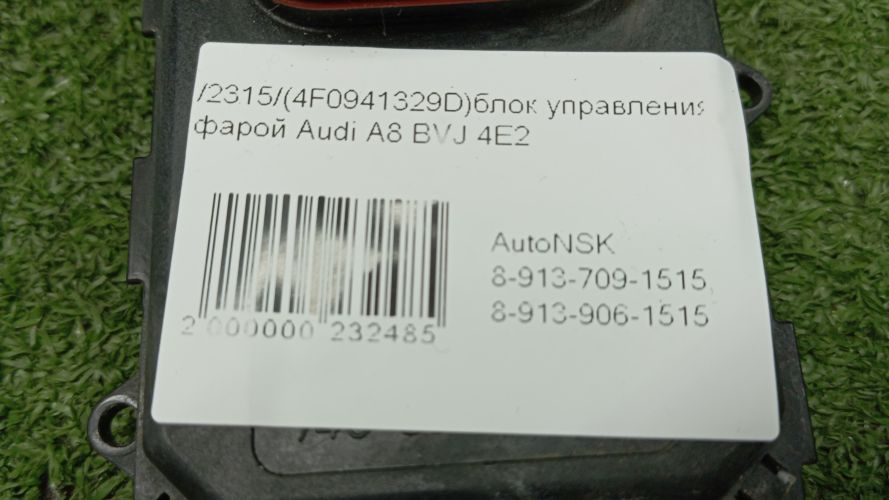 /2315/(4F0941329D)блок управления
фарой Audi A8 BVJ 4E2
AutoNSK
8-913-709-1515,
8-913-906-1515
2 000000 232485